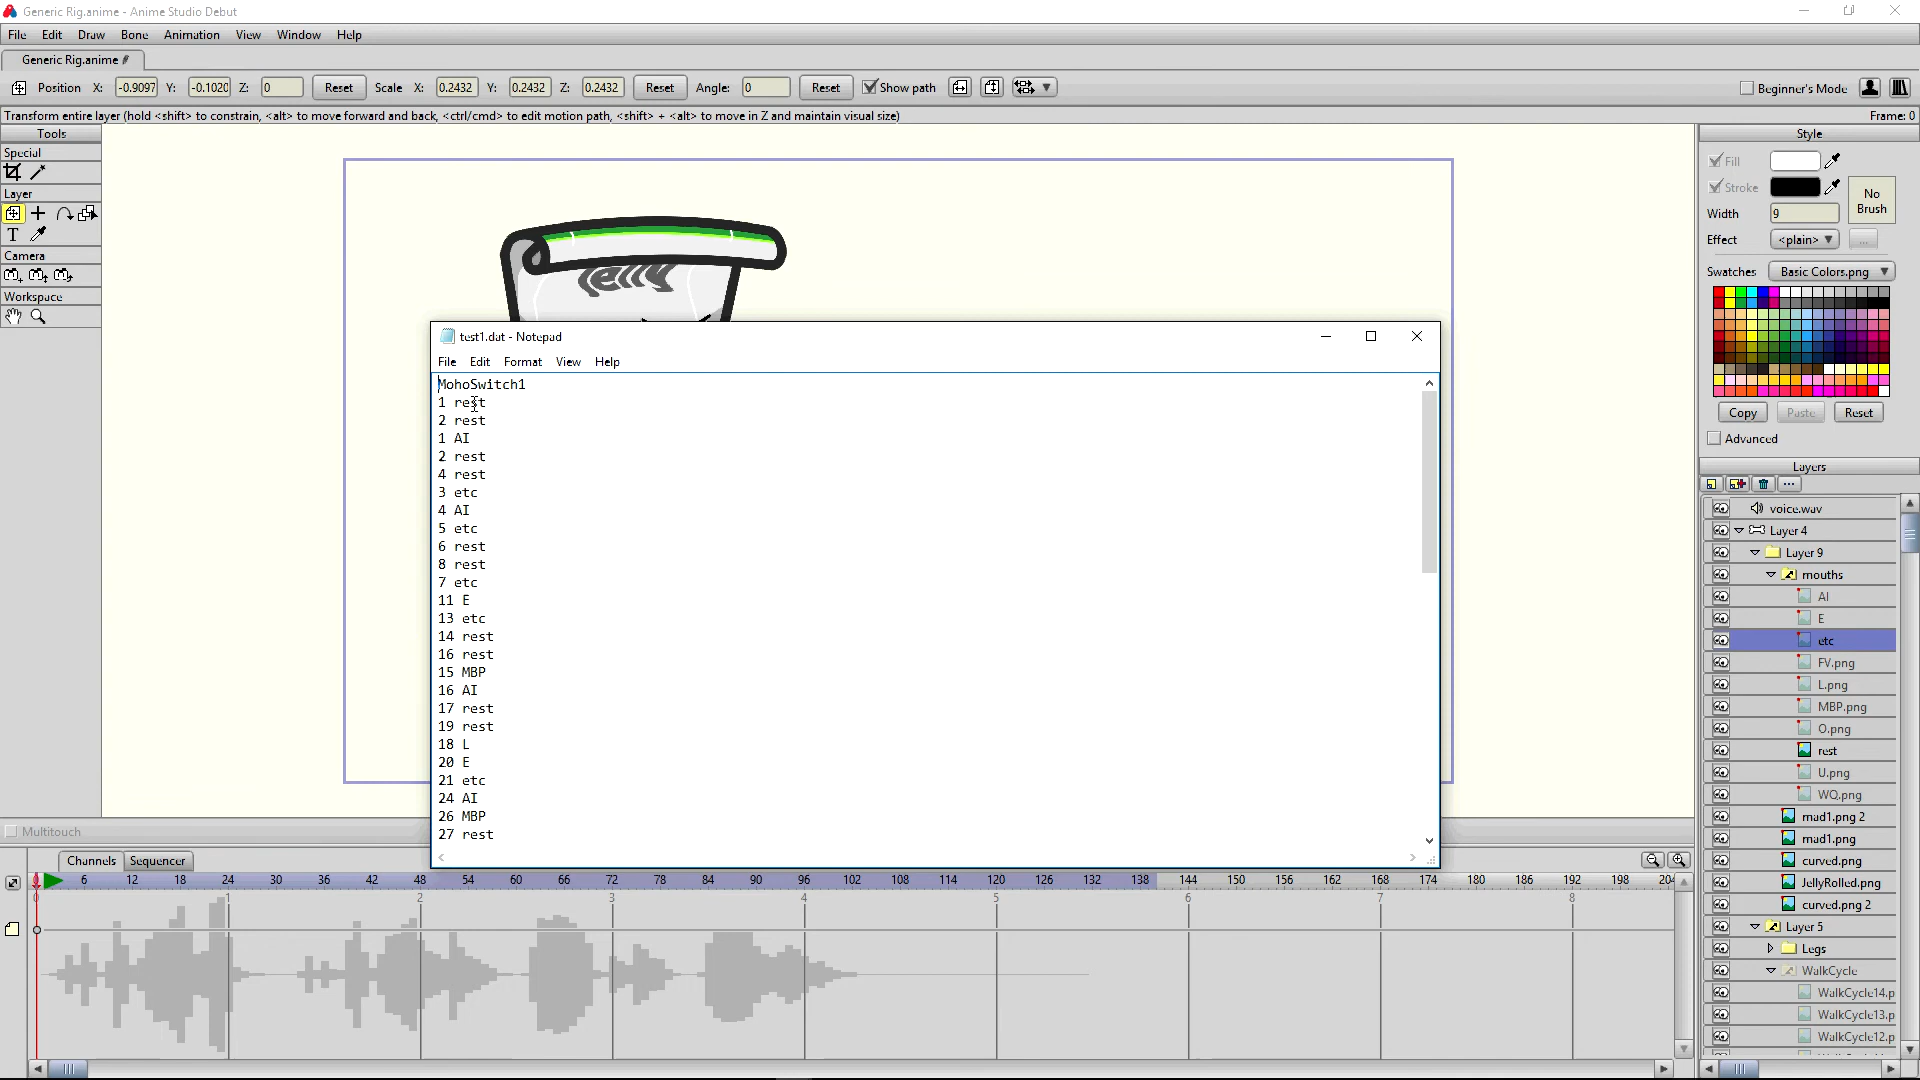 Generic Rig.anime - Anime Studio Debut
File Edit Draw Bone Animation View Window Help
Generic Rig.anime
Position X: -0.9097 Y: -0.1020 Z: 0 Reset Scale X: 0.2432 Y: 0.2432 Z: 0.2432 Reset Angle: 0 Reset Show path Beginner's Mode
Transform entire layer (hold <shift> to constrain, <alt> to move forward and back, <ctrl/cmd> to edit motion path, <shift> + <alt> to move in Z and maintain visual size) Frame: 0
Tools
Special
Layer
T
Camera
Workspace
Jelly
test1.dat - Notepad
File Edit Format View Help
MohoSwitch1
1 rest
2 rest
1 AI
2 rest
4 rest
3 etc
4 AI
5 etc
6 rest
8 rest
7 etc
11 E
13 etc
14 rest
16 rest
15 MBP
16 AI
17 rest
19 rest
18 L
20 E
21 etc
24 AI
26 MBP
27 rest
Style
Fill
Stroke
No Brush
Width 9
Effect <plain> ...
Swatches Basic Colors.png
Copy Paste Reset
Advanced
Layers
voice.wav
Layer 4
Layer 9
mouths
AI
E
etc
FV.png
L.png
MBP.png
O.png
rest
U.png
WQ.png
mad1.png 2
mad1.png
curved.png
JellyRolled.png
curved.png 2
Layer 5
Legs
WalkCycle
WalkCycle14.p
WalkCycle13.p
WalkCycle12.p
Multitouch
Channels Sequencer
6 12 18 24 30 36 42 48 54 60 66 72 78 84 90 96 102 108 114 120 126 132 138 144 150 156 162 168 174 180 186 192 198 204
0 1 2 3 4 5 6 7 8